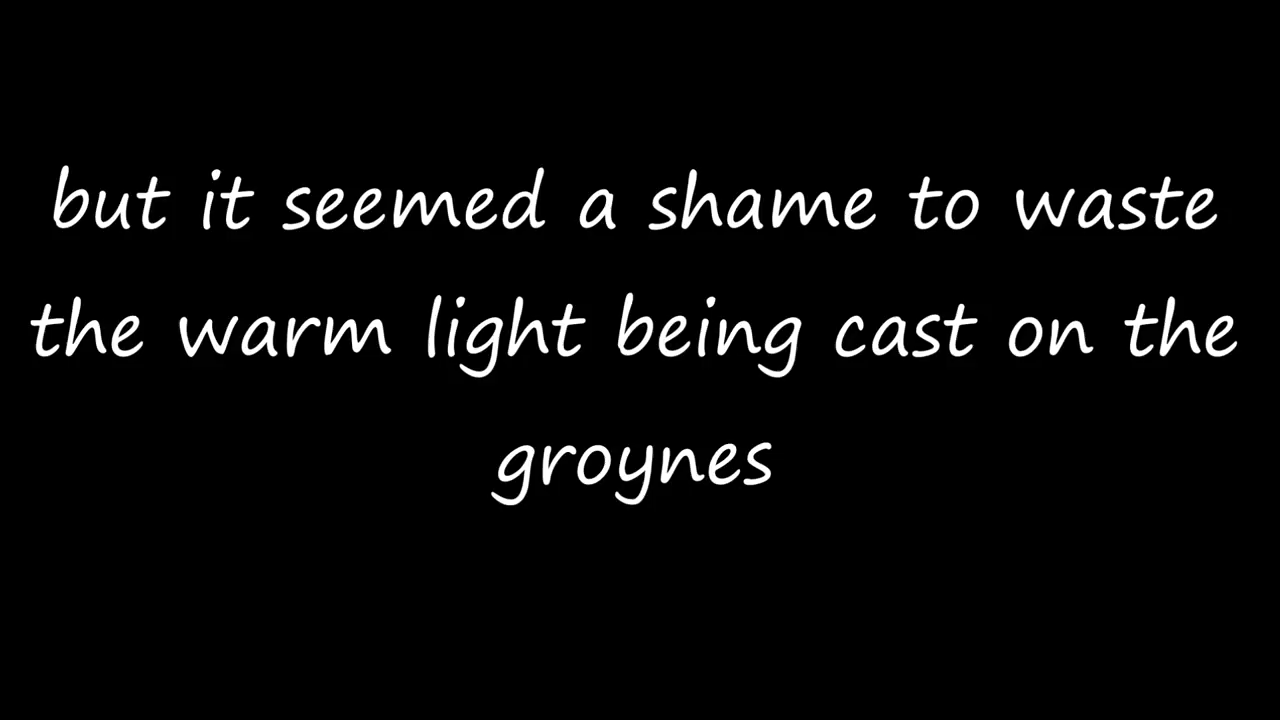 but it seemed a shame to waste
the warm light being cast on the
groynes